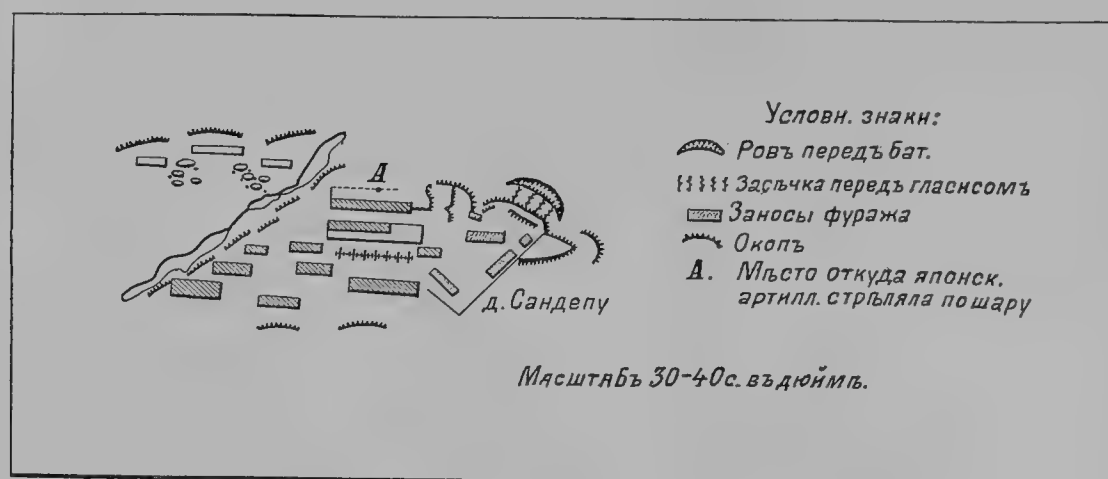 А
д. Сандепу
Условн. знаки:
Ровъ передъ бат.
Засѣчка передъ гласисомъ
Заносы фуража
Окопъ
А. Мѣсто откуда японск.
артилл. стрѣляла по шару
Масштабъ 30-40 с. въ дюймѣ.